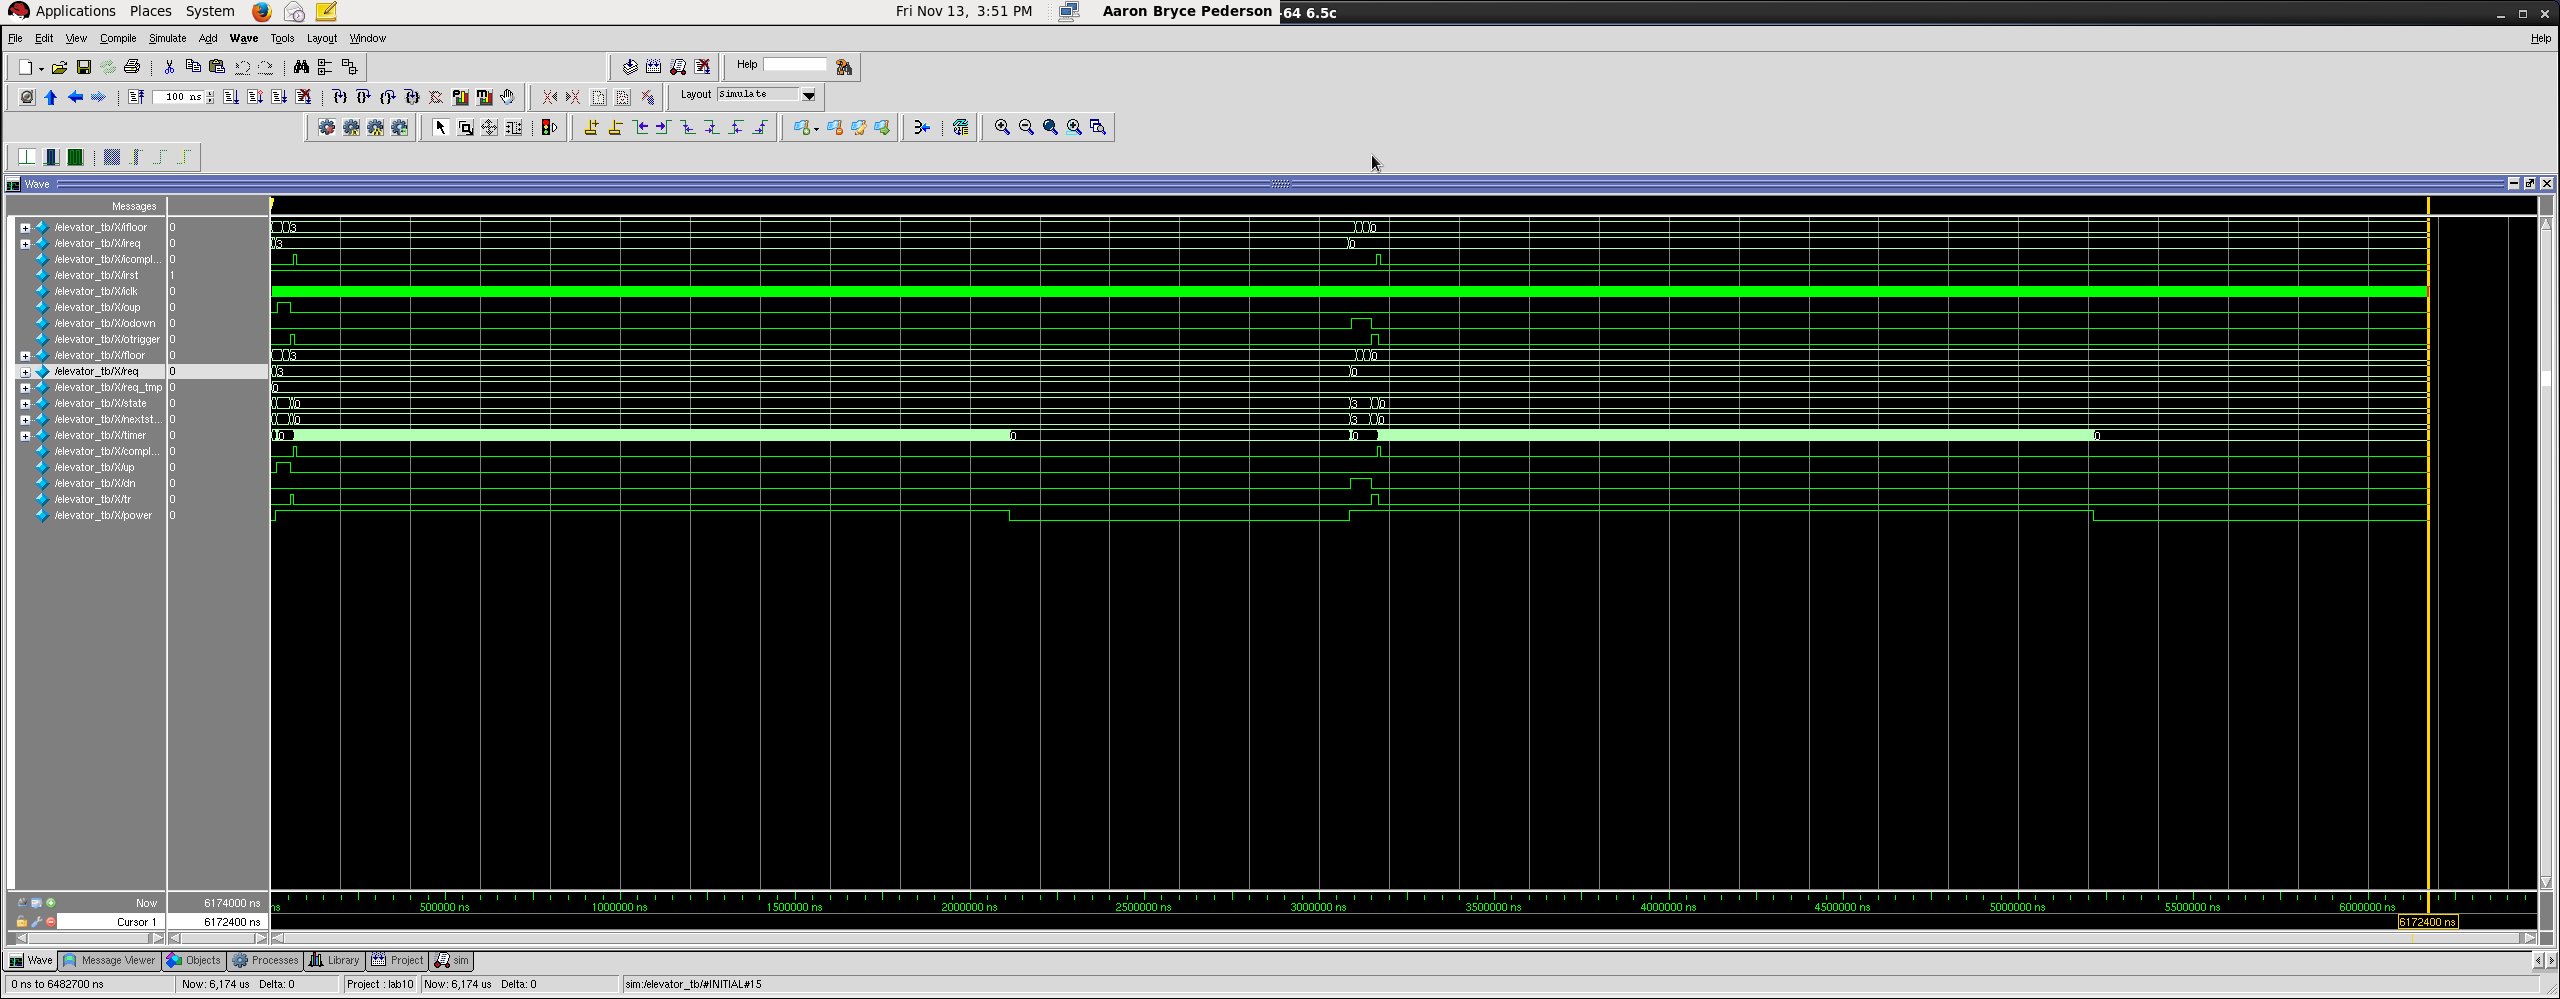 Applications Places System Fri Nov 13, 3:51 PM Aaron Bryce Pederson -64 6.5c
File Edit View Compile Simulate Add Wave Tools Layout Window Help
Help
100 ns Layout Simulate
Wave
Messages
/elevator_tb/X/ifloor 0 3 0
/elevator_tb/X/ireq 0 3 0
/elevator_tb/X/icompl... 0
/elevator_tb/X/irst 1
/elevator_tb/X/iclk 0
/elevator_tb/X/oup 0
/elevator_tb/X/odown 0
/elevator_tb/X/otrigger 0
/elevator_tb/X/floor 0 3 0
/elevator_tb/X/req 0 3 0
/elevator_tb/X/req_tmp 0 0
/elevator_tb/X/state 0 0 3 0
/elevator_tb/X/nextst... 0 0 3 0
/elevator_tb/X/timer 0 0 0 0 0
/elevator_tb/X/compl... 0
/elevator_tb/X/up 0
/elevator_tb/X/dn 0
/elevator_tb/X/tr 0
/elevator_tb/X/power 0
Now 6174000 ns ns 500000 ns 1000000 ns 1500000 ns 2000000 ns 2500000 ns 3000000 ns 3500000 ns 4000000 ns 4500000 ns 5000000 ns 5500000 ns 6000000 ns
Cursor 1 6172400 ns 6172400 ns
Wave Message Viewer Objects Processes Library Project sim
0 ns to 6482700 ns Now: 6,174 us Delta: 0 Project : lab10 Now: 6,174 us Delta: 0 sim:/elevator_tb/#INITIAL#15